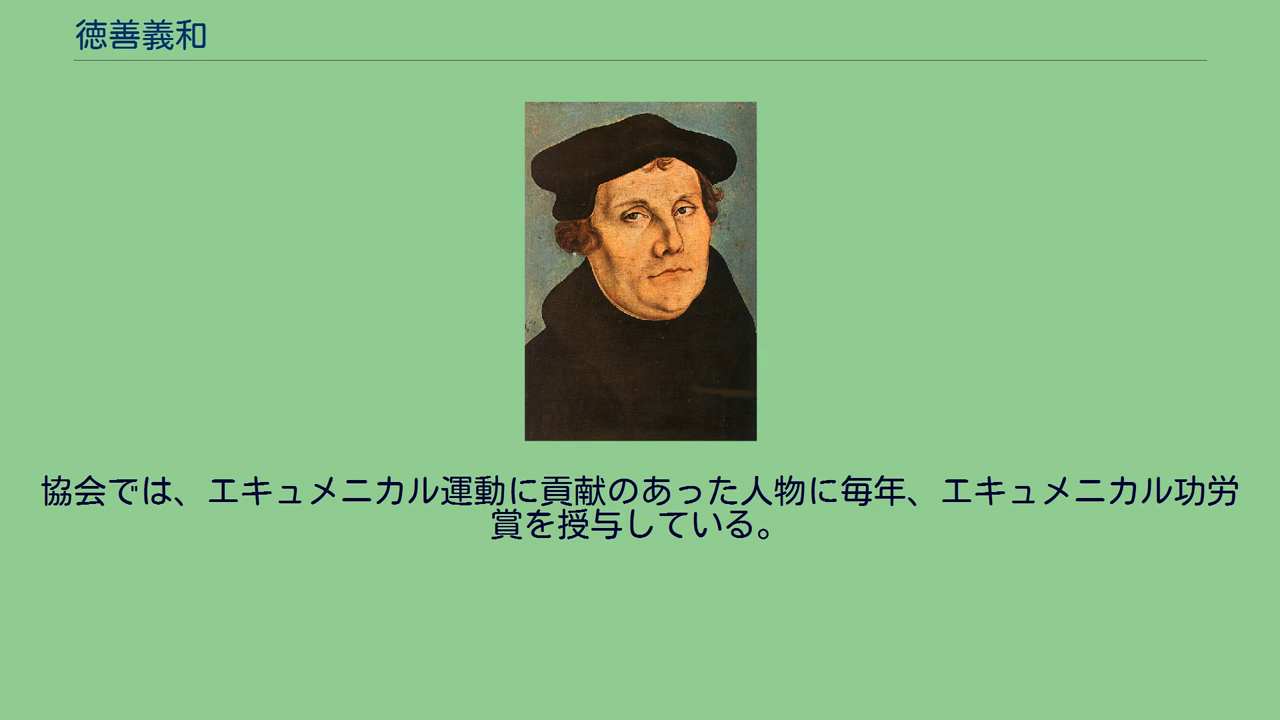 徳善義和
協会では、エキュメニカル運動に貢献のあった人物に毎年、エキュメニカル功労
賞を授与している。